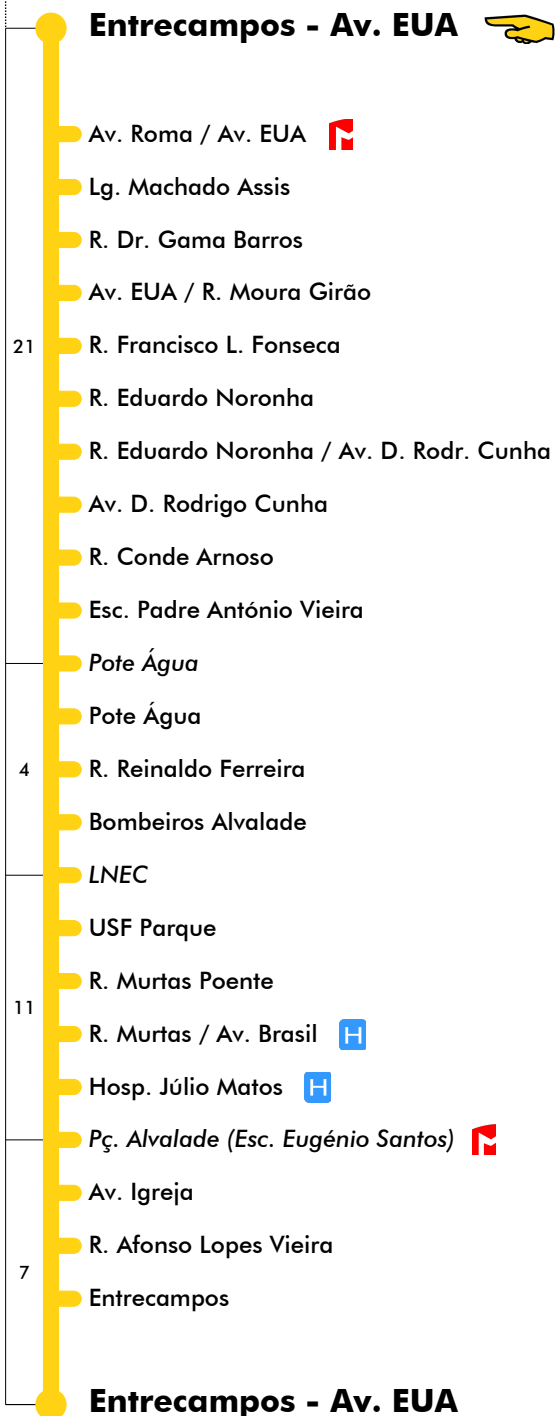 Entrecampos - Av. EUA
Av. Roma / Av. EUA
Lg. Machado Assis
R. Dr. Gama Barros
Av. EUA / R. Moura Girão
21 R. Francisco L. Fonseca
R. Eduardo Noronha
R. Eduardo Noronha / Av. D. Rodr. Cunha
Av. D. Rodrigo Cunha
R. Conde Arnoso
Esc. Padre António Vieira
Pote Água
Pote Água
4 R. Reinaldo Ferreira
Bombeiros Alvalade
LNEC
USF Parque
R. Murtas Poente
11
R. Murtas / Av. Brasil H
Hosp. Júlio Matos H
Pç. Alvalade (Esc. Eugénio Santos)
Av. Igreja
R. Afonso Lopes Vieira
7
Entrecampos
Entrecampos - Av. EUA